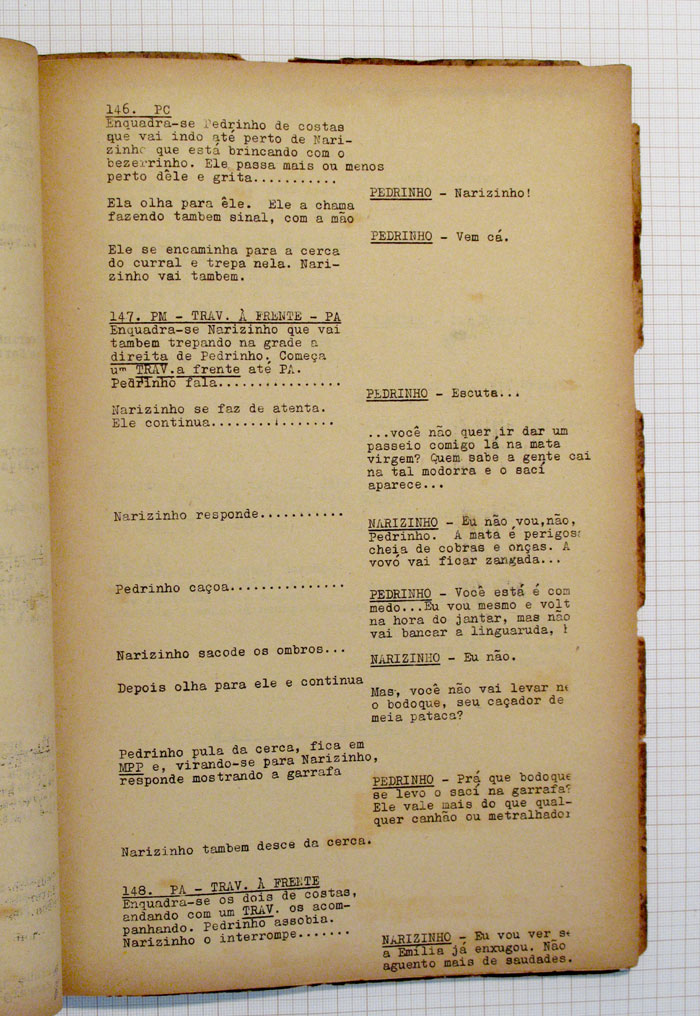 146. PC
Enquadra-se Pedrinho de costas
que vai indo até perto de Nari-
zinho que está brincando com o
bezerrinho. Ele passa mais ou menos
perto dêle e grita...........
PEDRINHO - Narizinho!
Ela olha para êle. Ele a chama
fazendo tambem sinal, com a mão
PEDRINHO - Vem cá.
Ele se encaminha para a cerca
do curral e trepa nela. Nari-
zinho vai tambem.
147. PM - TRAV. À FRENTE - PA
Enquadra-se Narizinho que vai
tambem trepando na grade a
direita de Pedrinho. Começa
um TRAV.a frente até PA.
Pedrinho fala................
PEDRINHO - Escuta...
Narizinho se faz de atenta.
Ele continua...............
...você não quer ir dar um
passeio comigo lá na mata
virgem? Quem sabe a gente cai
na tal modorra e o sací
aparece...
Narizinho responde...........
NARIZINHO - Eu não vou,não,
Pedrinho. A mata é perigosa
cheia de cobras e onças. A
vovó vai ficar zangada...
Pedrinho caçoa...............
PEDRINHO - Você está é com
medo...Eu vou mesmo e volt
na hora do jantar, mas não
vai bancar a linguaruda,
Narizinho sacode os ombros...
NARIZINHO - Eu não.
Depois olha para ele e continua
Mas, você não vai levar
o bodoque, seu caçador de
meia pataca?
Pedrinho pula da cerca, fica em
MPP e, virando-se para Narizinho,
responde mostrando a garrafa
PEDRINHO - Prá que bodoque
se levo o sací na garrafa?
Ele vale mais do que qual-
quer canhão ou metralhador
Narizinho tambem desce da cerca.
148. PA - TRAV. À FRENTE
Enquadra-se os dois de costas,
andando com um TRAV. os acom-
panhando. Pedrinho assobia.
Narizinho o interrompe.......
NARIZINHO - Eu vou ver se
a Emília já enxugou. Não
aguento mais de saudades.